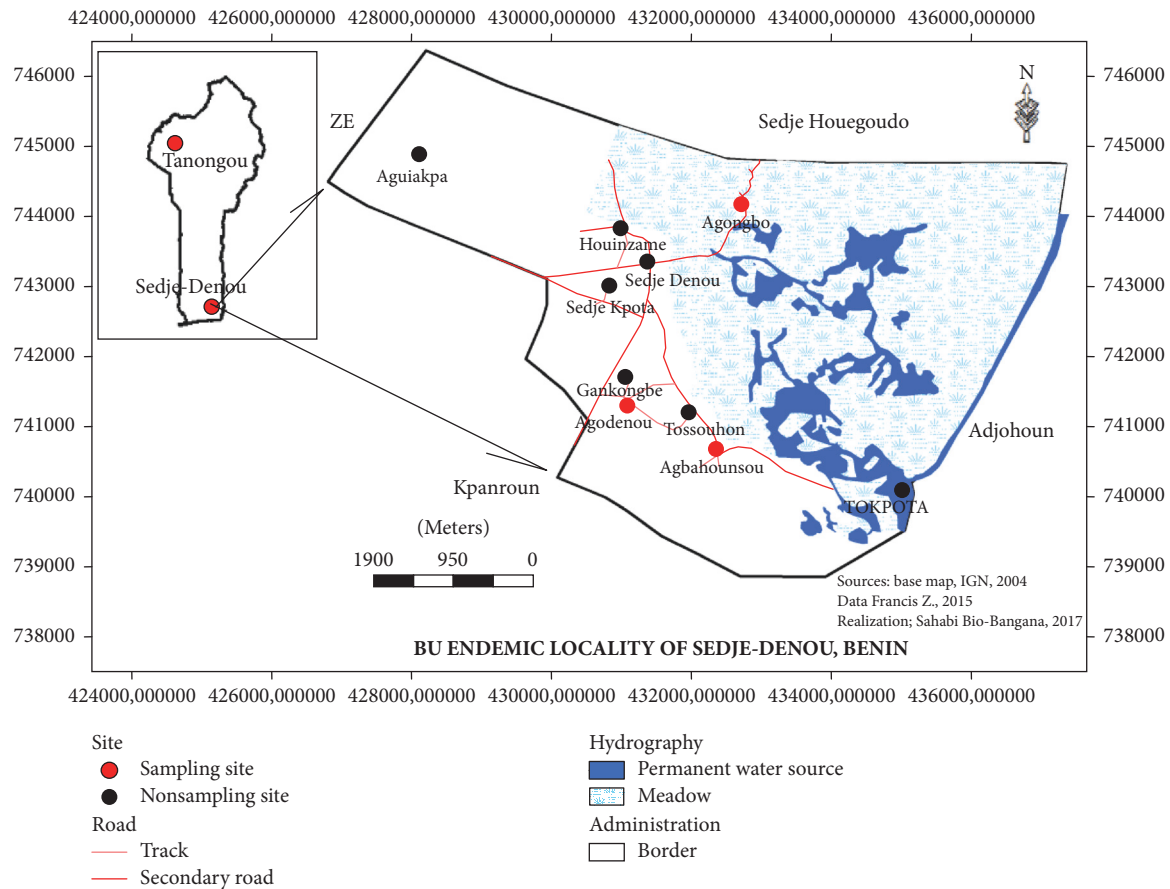 424000,000000 426000,000000 428000,000000 430000,000000 432000,000000 434000,000000 436000,000000
746000 746000
745000 745000
744000 744000
743000 743000
742000 742000
741000 741000
740000 740000
739000 739000
738000 738000
Tanongou
Sedje-Denou
N
ZE
Sedje Houegoudo
Aguiakpa
Agongbo
Houinzame
Sedje Denou
Sedje Kpota
Gankongbe
Agodenou
Tossouhon
Adjohoun
Agbahounsou
Kpanroun
TOKPOTA
(Meters)
1900 950 0
Sources: base map, IGN, 2004
Data Francis Z., 2015
Realization; Sahabi Bio-Bangana, 2017
BU ENDEMIC LOCALITY OF SEDJE-DENOU, BENIN
424000,000000 426000,000000 428000,000000 430000,000000 432000,000000 434000,000000 436000,000000
Site
Sampling site
Nonsampling site
Road
Track
Secondary road
Hydrography
Permanent water source
Meadow
Administration
Border